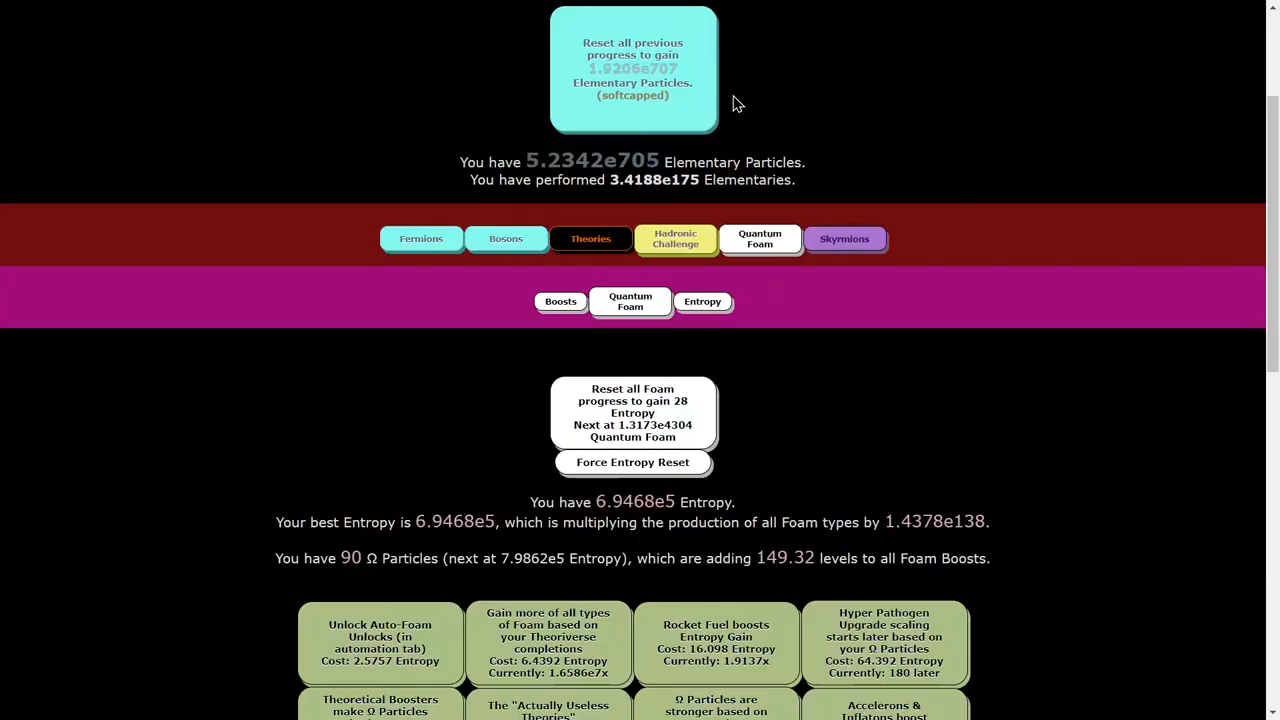 Reset all previous
progress to gain
1.9206e707
Elementary Particles.
(softcapped)
You have 5.2342e705 Elementary Particles.
You have performed 3.4188e175 Elementaries.
Fermions
Bosons
Theories
Hadronic
Challenge
Quantum
Foam
Skyrmions
Boosts
Quantum
Foam
Entropy
Reset all Foam
progress to gain 28
Entropy
Next at 1.3173e4304
Quantum Foam
Force Entropy Reset
You have 6.9468e5 Entropy.
Your best Entropy is 6.9468e5, which is multiplying the production of all Foam types by 1.4378e138.
You have 90 Ω Particles (next at 7.9862e5 Entropy), which are adding 149.32 levels to all Foam Boosts.
Unlock Auto-Foam
Unlocks (in
automation tab)
Cost: 2.5757 Entropy
Gain more of all types
of Foam based on
your Theoriverse
completions
Cost: 6.4392 Entropy
Currently: 1.6586e7x
Rocket Fuel boosts
Entropy Gain
Cost: 16.098 Entropy
Currently: 1.9137x
Hyper Pathogen
Upgrade scaling
starts later based on
your Ω Particles
Cost: 64.392 Entropy
Currently: 180 later
Theoretical Boosters
make Ω Particles
The "Actually Useless
Theories"
Ω Particles are
stronger based on
Accelerons &
Inflatons boost